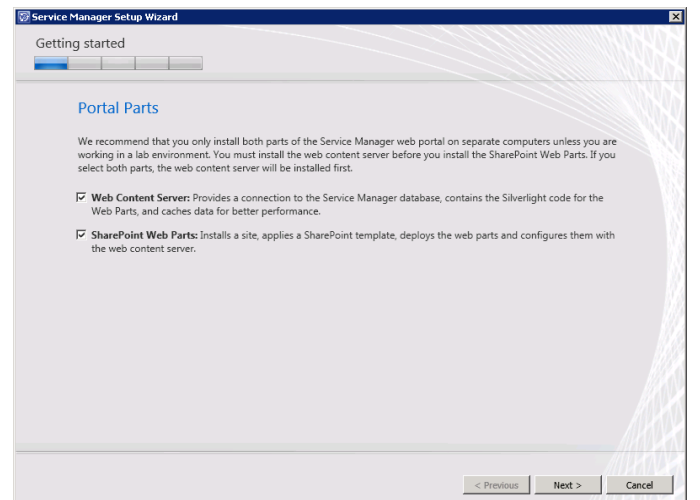 Service Manager Setup Wizard
Getting started
Portal Parts
We recommend that you only install both parts of the Service Manager web portal on separate computers unless you are
working in a lab environment. You must install the web content server before you install the SharePoint Web Parts. If you
select both parts, the web content server will be installed first.
Web Content Server: Provides a connection to the Service Manager database, contains the Silverlight code for the
Web Parts, and caches data for better performance.
SharePoint Web Parts: Installs a site, applies a SharePoint template, deploys the web parts and configures them with
the web content server.
< Previous Next > Cancel